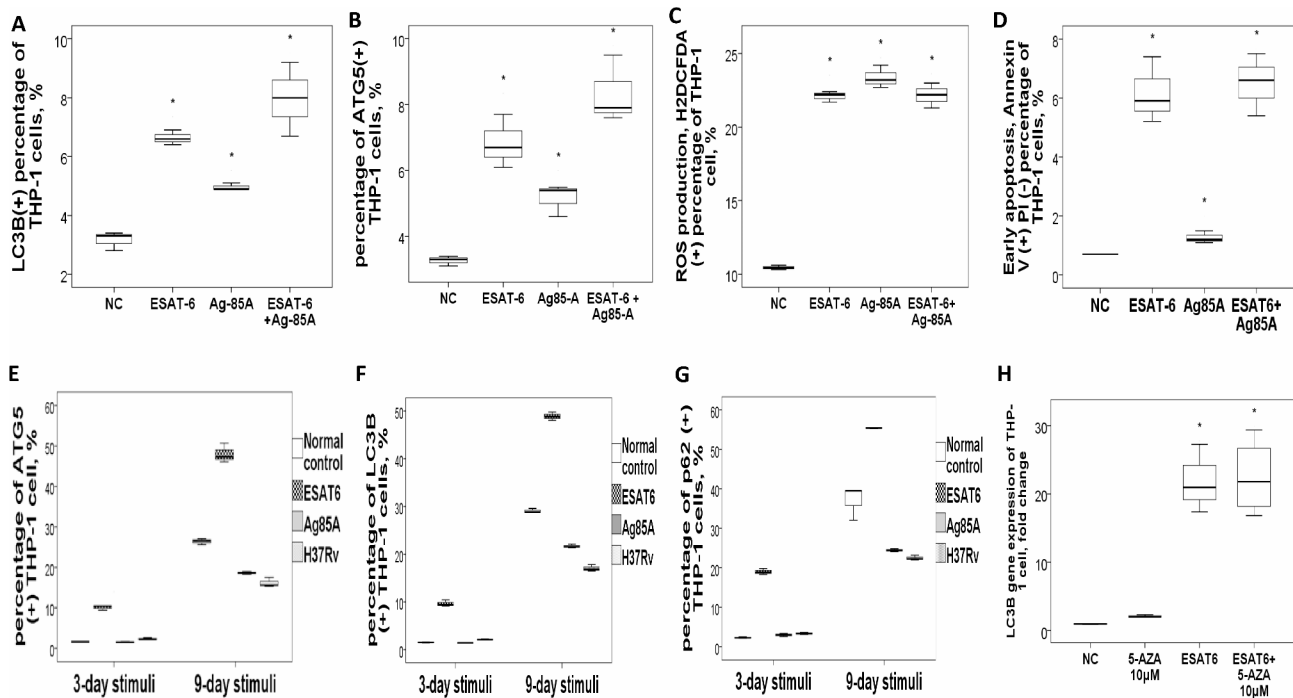 A
LC3B(+) percentage of
THP-1 cells, %
10
8
6
4
2
*
*
*
NC
ESAT-6
Ag-85A
ESAT-6
+Ag-85A
B
percentage of ATG5(+)
THP-1 cells, %
10
8
6
4
*
*
*
NC
ESAT-6
Ag85-A
ESAT-6 +
Ag85-A
C
ROS production, H2DCFDA
(+) percentage of THP-1
cell, %
25
20
15
10
*
*
*
NC
ESAT-6
Ag-85A
ESAT-6+
Ag-85A
D
Early apoptosis, Annexin
V (+) PI (-) percentage of
THP-1 cells, %
8
6
4
2
0
*
*
*
NC
ESAT-6
Ag85A
ESAT6+
Ag85A
E
percentage of ATG5
(+) THP-1 cell, %
60
50
40
30
20
10
0
3-day stimuli
9-day stimuli
Normal
control
ESAT6
Ag85A
H37Rv
F
percentage of LC3B
(+) THP-1 cells, %
50
40
30
20
10
0
3-day stimuli
9-day stimuli
Normal
control
ESAT6
Ag85A
H37Rv
G
percentage of p62 (+)
THP-1 cells, %
60
50
40
30
20
10
0
3-day stimuli
9-day stimuli
Normal
control
ESAT6
Ag85A
H37Rv
H
LC3B gene expression of THP-
1 cell, fold change
30
20
10
0
*
*
NC
5-AZA
10µM
ESAT6
ESAT6+
5-AZA
10µM